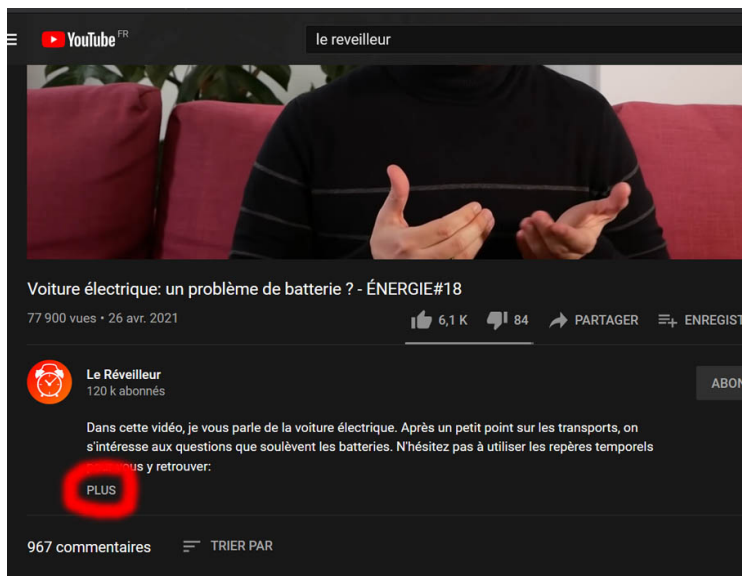 YouTube FR
le reveilleur
Voiture électrique: un problème de batterie ? - ÉNERGIE#18
77 900 vues • 26 avr. 2021
6,1 K 84 PARTAGER ENREGIST
Le Réveilleur
120 k abonnés
ABON
Dans cette vidéo, je vous parle de la voiture électrique. Après un petit point sur les transports, on
s'intéresse aux questions que soulèvent les batteries. N'hésitez pas à utiliser les repères temporels
vous y retrouver:
PLUS
967 commentaires TRIER PAR